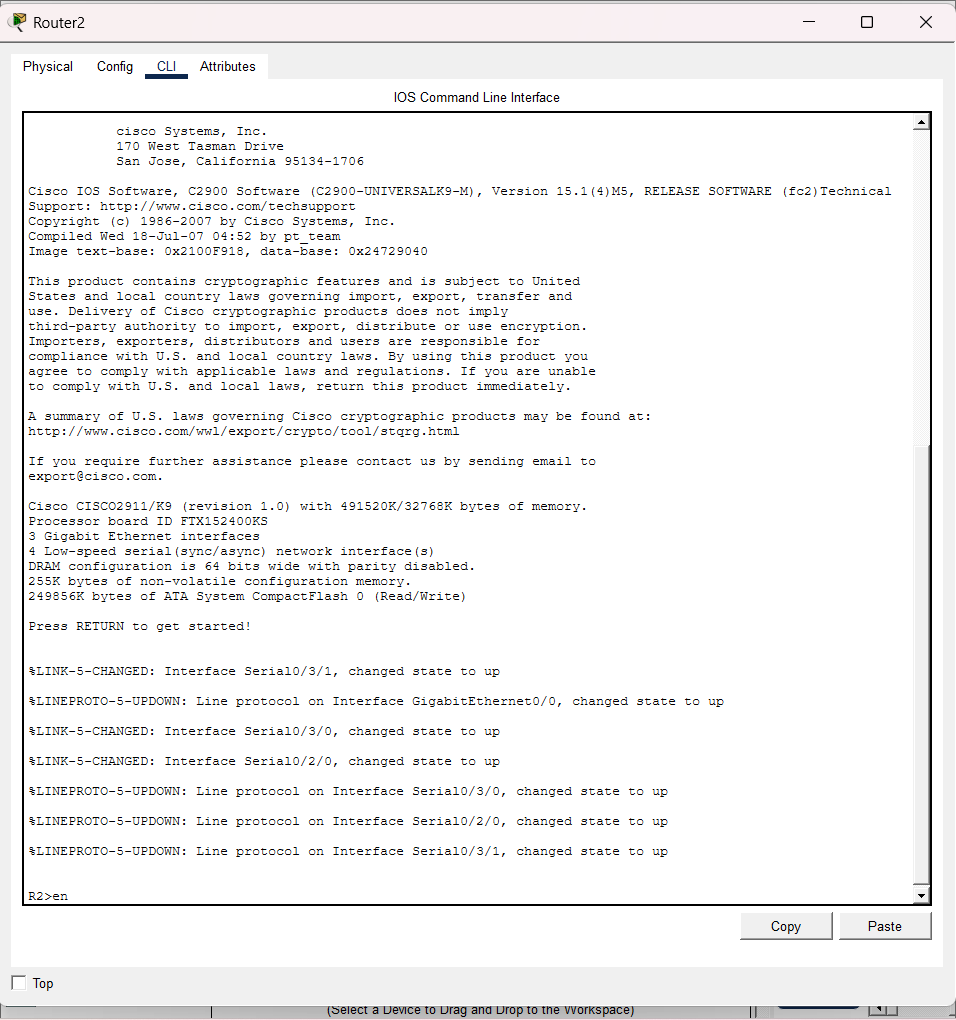 Router2
Physical Config CLI Attributes
IOS Command Line Interface
cisco Systems, Inc.
170 West Tasman Drive
San Jose, California 95134-1706
Cisco IOS Software, C2900 Software (C2900-UNIVERSALK9-M), Version 15.1(4)M5, RELEASE SOFTWARE (fc2)Technical
Support: http://www.cisco.com/techsupport
Copyright (c) 1986-2007 by Cisco Systems, Inc.
Compiled Wed 18-Jul-07 04:52 by pt_team
Image text-base: 0x2100F918, data-base: 0x24729040
This product contains cryptographic features and is subject to United
States and local country laws governing import, export, transfer and
use. Delivery of Cisco cryptographic products does not imply
third-party authority to import, export, distribute or use encryption.
Importers, exporters, distributors and users are responsible for
compliance with U.S. and local country laws. By using this product you
agree to comply with applicable laws and regulations. If you are unable
to comply with U.S. and local laws, return this product immediately.
A summary of U.S. laws governing Cisco cryptographic products may be found at:
http://www.cisco.com/wwl/export/crypto/tool/stqrg.html
If you require further assistance please contact us by sending email to
export@cisco.com.
Cisco CISCO2911/K9 (revision 1.0) with 491520K/32768K bytes of memory.
Processor board ID FTX152400KS
3 Gigabit Ethernet interfaces
4 Low-speed serial(sync/async) network interface(s)
DRAM configuration is 64 bits wide with parity disabled.
255K bytes of non-volatile configuration memory.
249856K bytes of ATA System CompactFlash 0 (Read/Write)
Press RETURN to get started!
%LINK-5-CHANGED: Interface Serial0/3/1, changed state to up
%LINEPROTO-5-UPDOWN: Line protocol on Interface GigabitEthernet0/0, changed state to up
%LINK-5-CHANGED: Interface Serial0/3/0, changed state to up
%LINK-5-CHANGED: Interface Serial0/2/0, changed state to up
%LINEPROTO-5-UPDOWN: Line protocol on Interface Serial0/3/0, changed state to up
%LINEPROTO-5-UPDOWN: Line protocol on Interface Serial0/2/0, changed state to up
%LINEPROTO-5-UPDOWN: Line protocol on Interface Serial0/3/1, changed state to up
R2>en
Copy Paste
Top
(Select a Device to Drag and Drop to the Workspace)